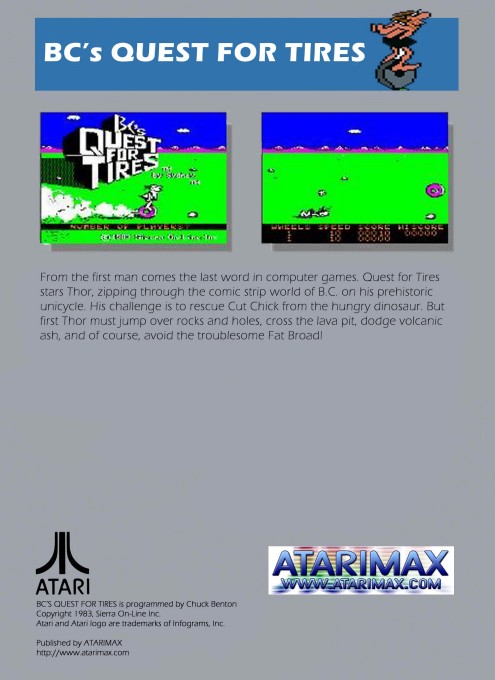 BC's QUEST FOR TIRES
BC's
QUEST
FOR
TIRES
NUMBER OF PLAYERS?
WHEELS SPEED SCORE HISCORE
1 10 00010 00000
From the first man comes the last word in computer games. Quest for Tires
stars Thor, zipping through the comic strip world of B.C. on his prehistoric
unicycle. His challenge is to rescue Cut Chick from the hungry dinosaur. But
first Thor must jump over rocks and holes, cross the lava pit, dodge volcanic
ash, and of course, avoid the troublesome Fat Broad!
ATARI
ATARIMAX
WWW.ATARIMAX.COM
BC'S QUEST FOR TIRES is programmed by Chuck Benton
Copyright 1983, Sierra On-Line Inc.
Atari and Atari logo are trademarks of Infograms, Inc.
Published by ATARIMAX
http://www.atarimax.com